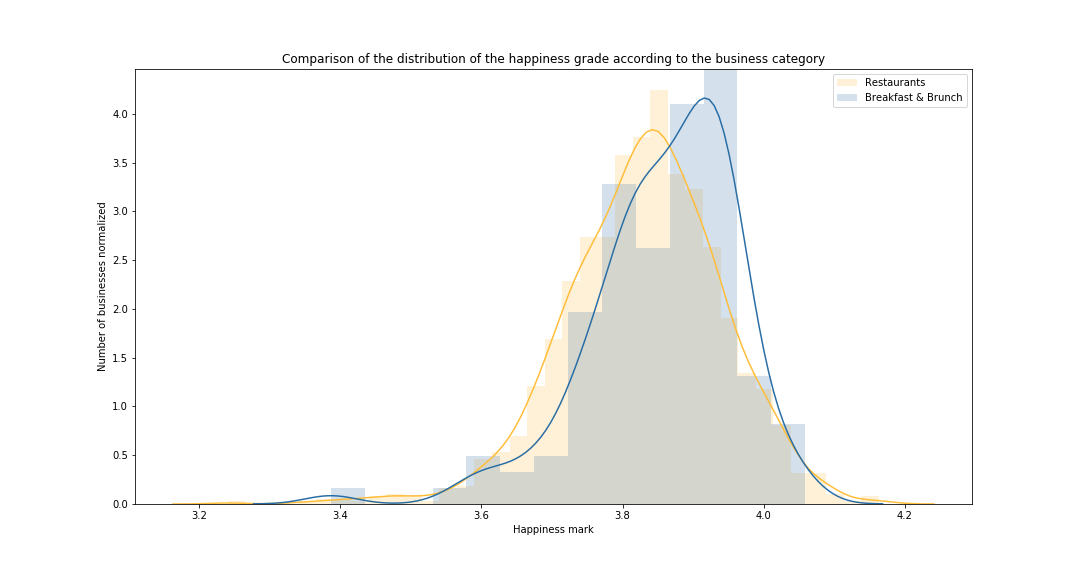 Comparison of the distribution of the happiness grade according to the business category
Restaurants
Breakfast & Brunch
Number of businesses normalized
4.0
3.5
3.0
2.5
2.0
1.5
1.0
0.5
0.0
3.2 3.4 3.6 3.8 4.0 4.2
Happiness mark